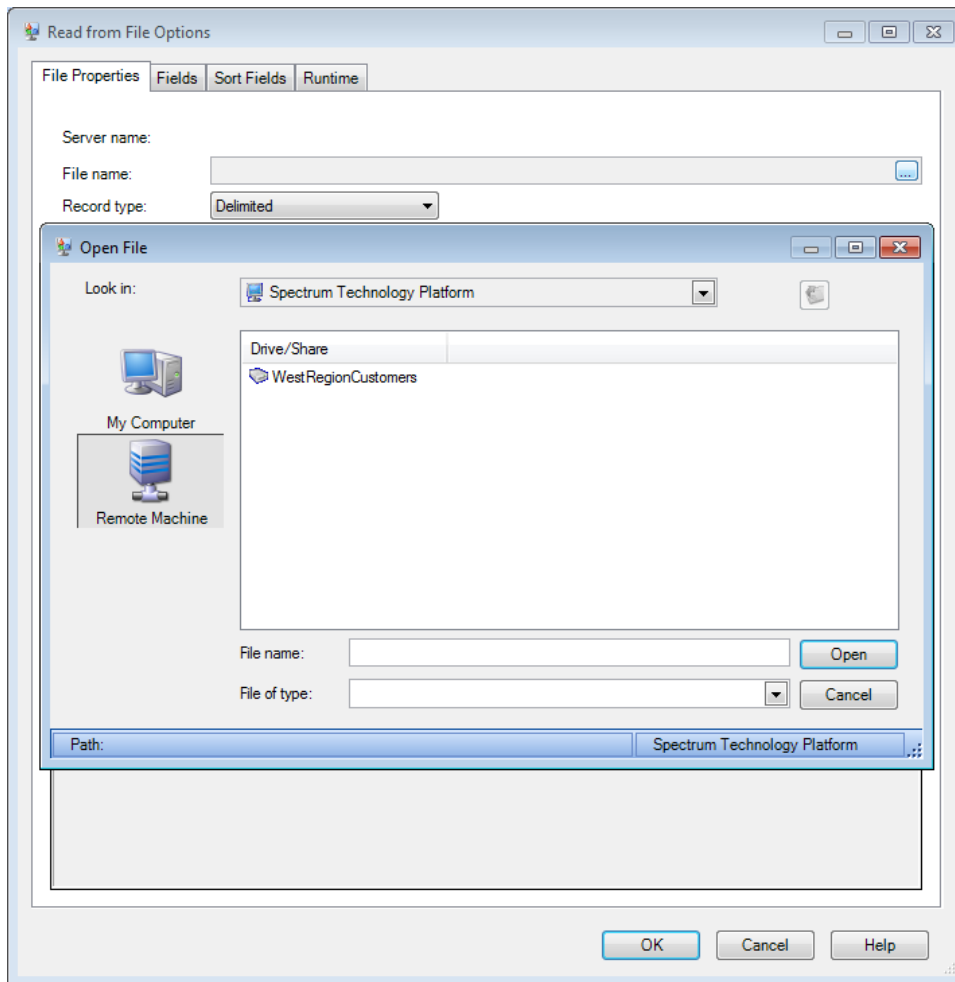 Read from File Options
File Properties Fields Sort Fields Runtime
Server name:
File name:
...
Record type: Delimited
Open File
Look in: Spectrum Technology Platform
Drive/Share
WestRegionCustomers
My Computer
Remote Machine
File name: Open
File of type: Cancel
Path: Spectrum Technology Platform
OK Cancel Help